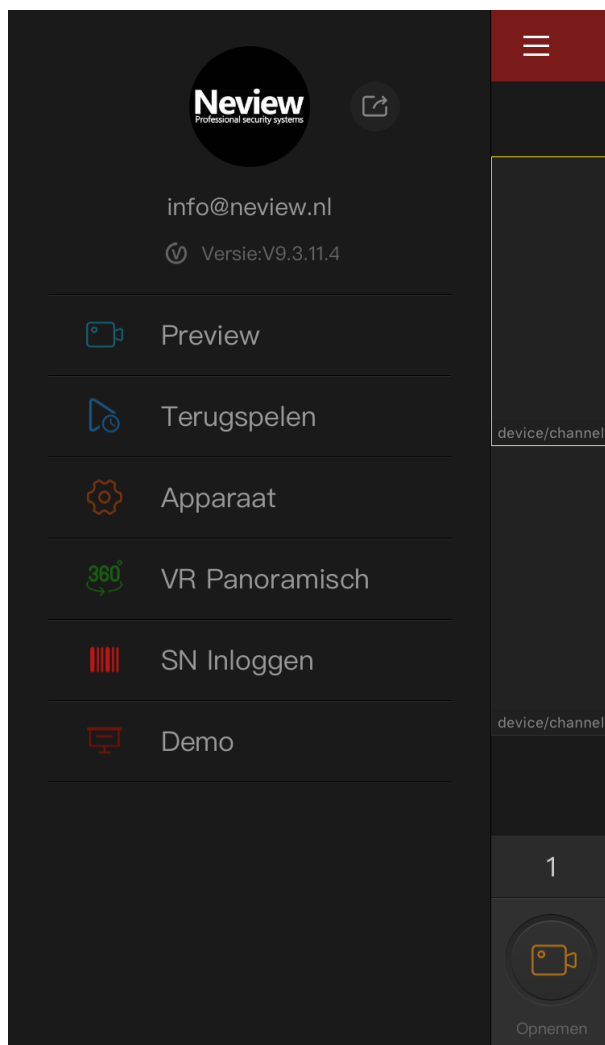 Neview
Professional security systems
info@neview.nl
Versie:V9.3.11.4
Preview
Terugspelen
Apparaat
360°
VR Panoramisch
SN Inloggen
Demo
device/channel
device/channel
1
Opnemen